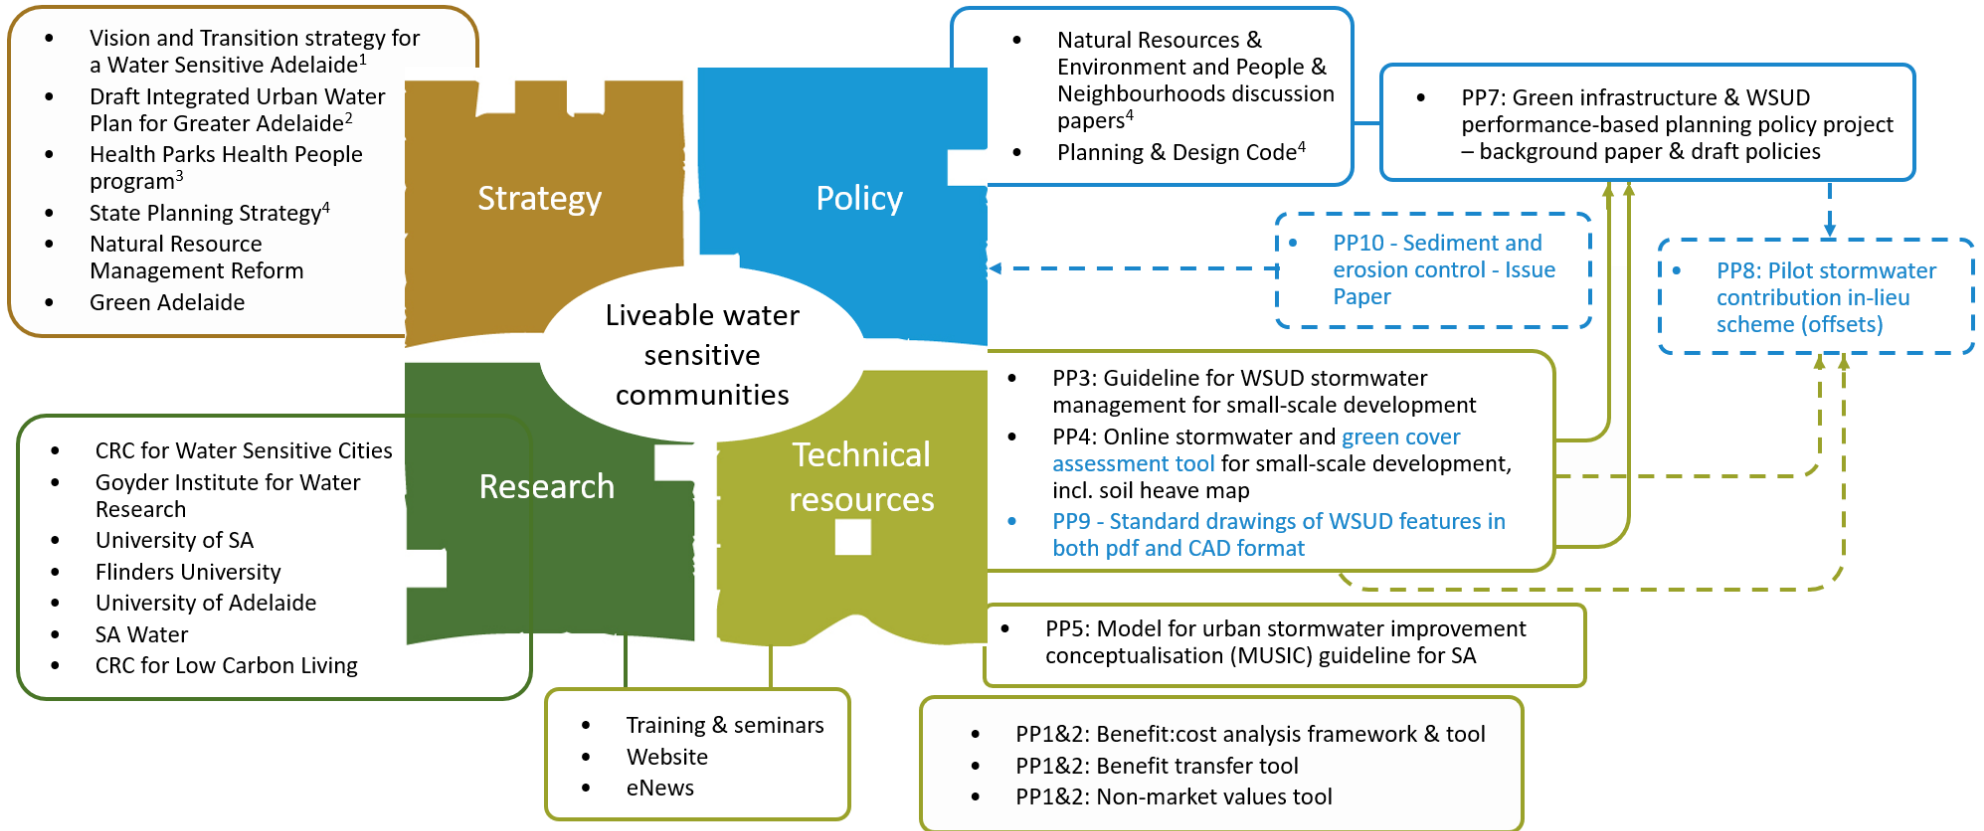 • Vision and Transition strategy for
a Water Sensitive Adelaide¹
• Draft Integrated Urban Water
Plan for Greater Adelaide²
• Health Parks Health People
program³
• State Planning Strategy⁴
• Natural Resource
Management Reform
• Green Adelaide
Strategy
Policy
• Natural Resources &
Environment and People &
Neighbourhoods discussion
papers⁴
• Planning & Design Code⁴
• PP7: Green infrastructure & WSUD
performance-based planning policy project
– background paper & draft policies
• PP10 - Sediment and
erosion control - Issue
Paper
• PP8: Pilot stormwater
contribution in-lieu
scheme (offsets)
Liveable water
sensitive
communities
• CRC for Water Sensitive Cities
• Goyder Institute for Water
Research
• University of SA
• Flinders University
• University of Adelaide
• SA Water
• CRC for Low Carbon Living
Research
Technical
resources
• PP3: Guideline for WSUD stormwater
management for small-scale development
• PP4: Online stormwater and green cover
assessment tool for small-scale development,
incl. soil heave map
• PP9 - Standard drawings of WSUD features in
both pdf and CAD format
• PP5: Model for urban stormwater improvement
conceptualisation (MUSIC) guideline for SA
• Training & seminars
• Website
• eNews
• PP1&2: Benefit:cost analysis framework & tool
• PP1&2: Benefit transfer tool
• PP1&2: Non-market values tool